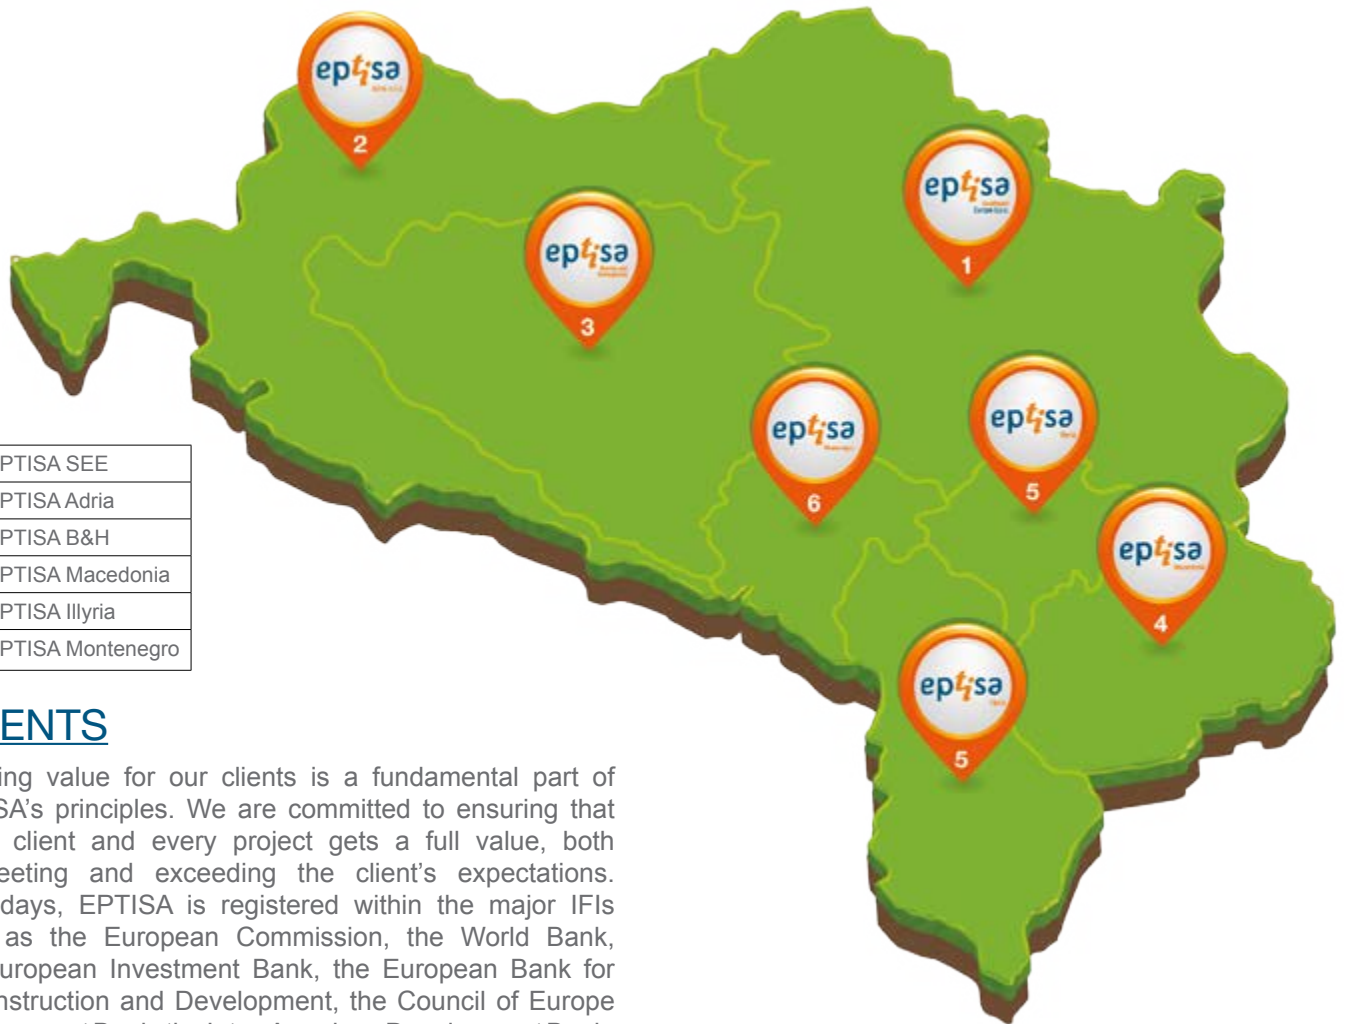 eptisa
2
eptisa
1
eptisa
3
eptisa
5
eptisa
6
eptisa
4
eptisa
5
PTISA SEE
PTISA Adria
PTISA B&H
PTISA Macedonia
PTISA Illyria
PTISA Montenegro
ENTS
ing value for our clients is a fundamental part of
SA’s principles. We are committed to ensuring that
client and every project gets a full value, both
eeting and exceeding the client’s expectations.
days, EPTISA is registered within the major IFIs
as the European Commission, the World Bank,
uropean Investment Bank, the European Bank for
nstruction and Development, the Council of Europe